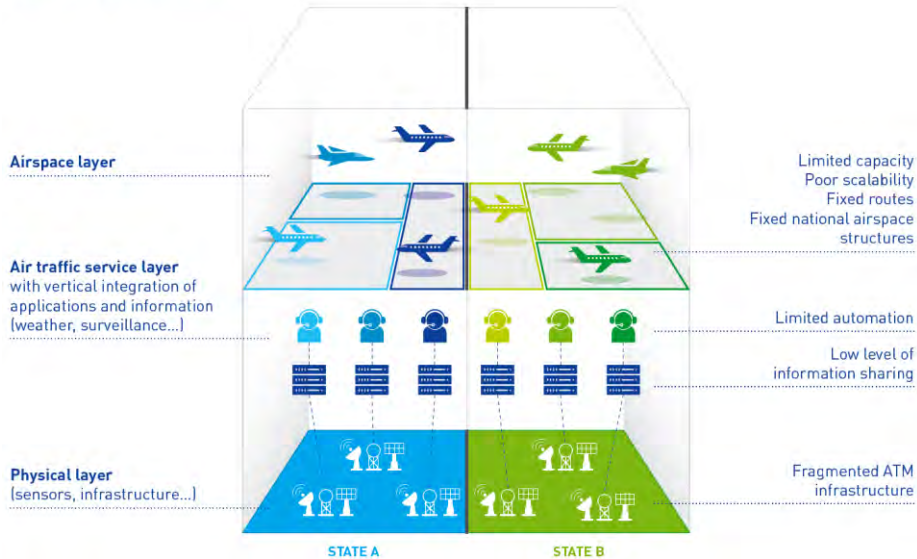 Airspace layer
Limited capacity
Poor scalability
Fixed routes
Fixed national airspace
structures
Air traffic service layer
with vertical integration of
applications and information
(weather, surveillance...)
Limited automation
Low level of
information sharing
Physical layer
(sensors, infrastructure...)
Fragmented ATM
infrastructure
STATE A
STATE B